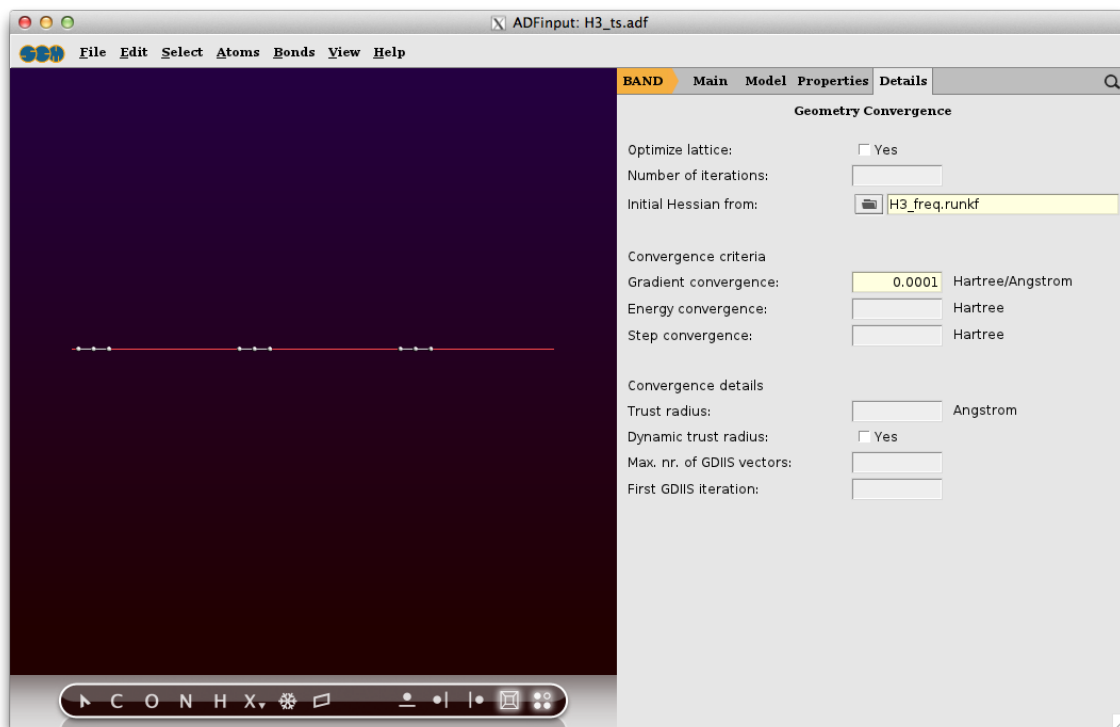 X ADFinput: H3_ts.adf
SCM File Edit Select Atoms Bonds View Help
BAND Main Model Properties Details
Geometry Convergence
Optimize lattice: Yes
Number of iterations:
Initial Hessian from: H3_freq.runkf
Convergence criteria
Gradient convergence: 0.0001 Hartree/Angstrom
Energy convergence: Hartree
Step convergence: Hartree
Convergence details
Trust radius: Angstrom
Dynamic trust radius: Yes
Max. nr. of GDIIS vectors:
First GDIIS iteration:
C O N H X